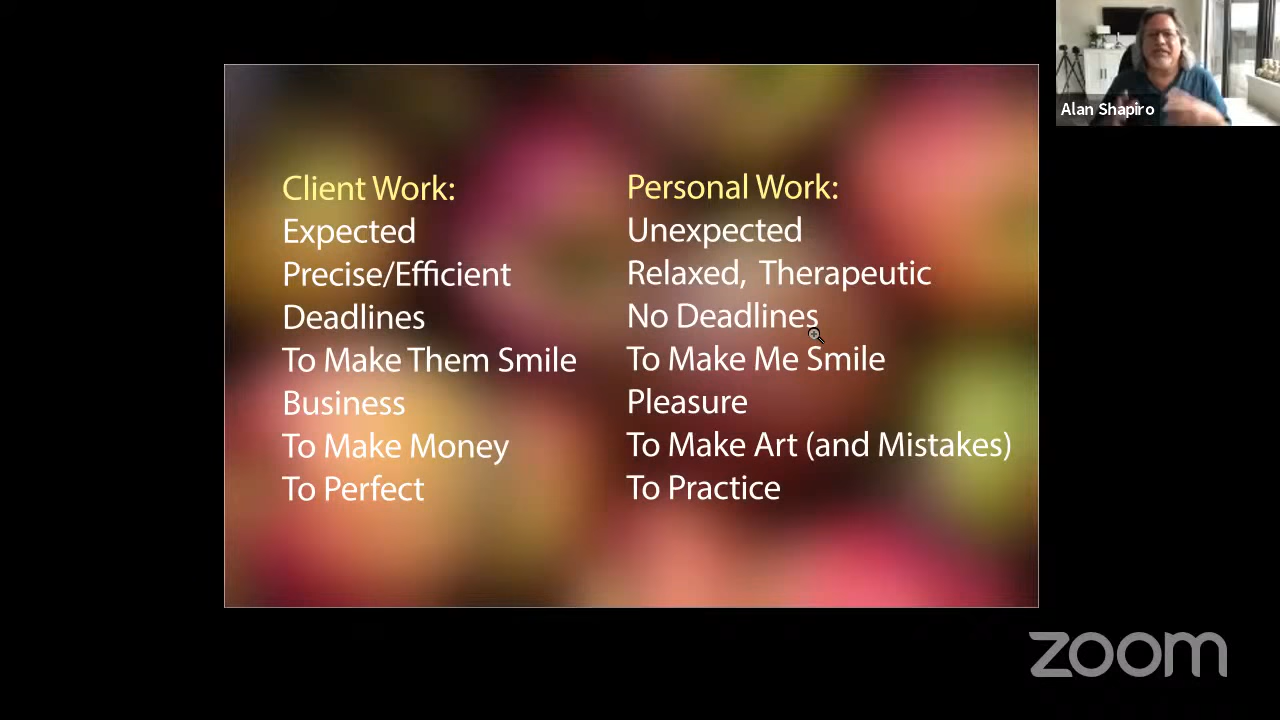 Alan Shapiro
Client Work:
Expected
Precise/Efficient
Deadlines
To Make Them Smile
Business
To Make Money
To Perfect
Personal Work:
Unexpected
Relaxed, Therapeutic
No Deadlines
To Make Me Smile
Pleasure
To Make Art (and Mistakes)
To Practice
zoom